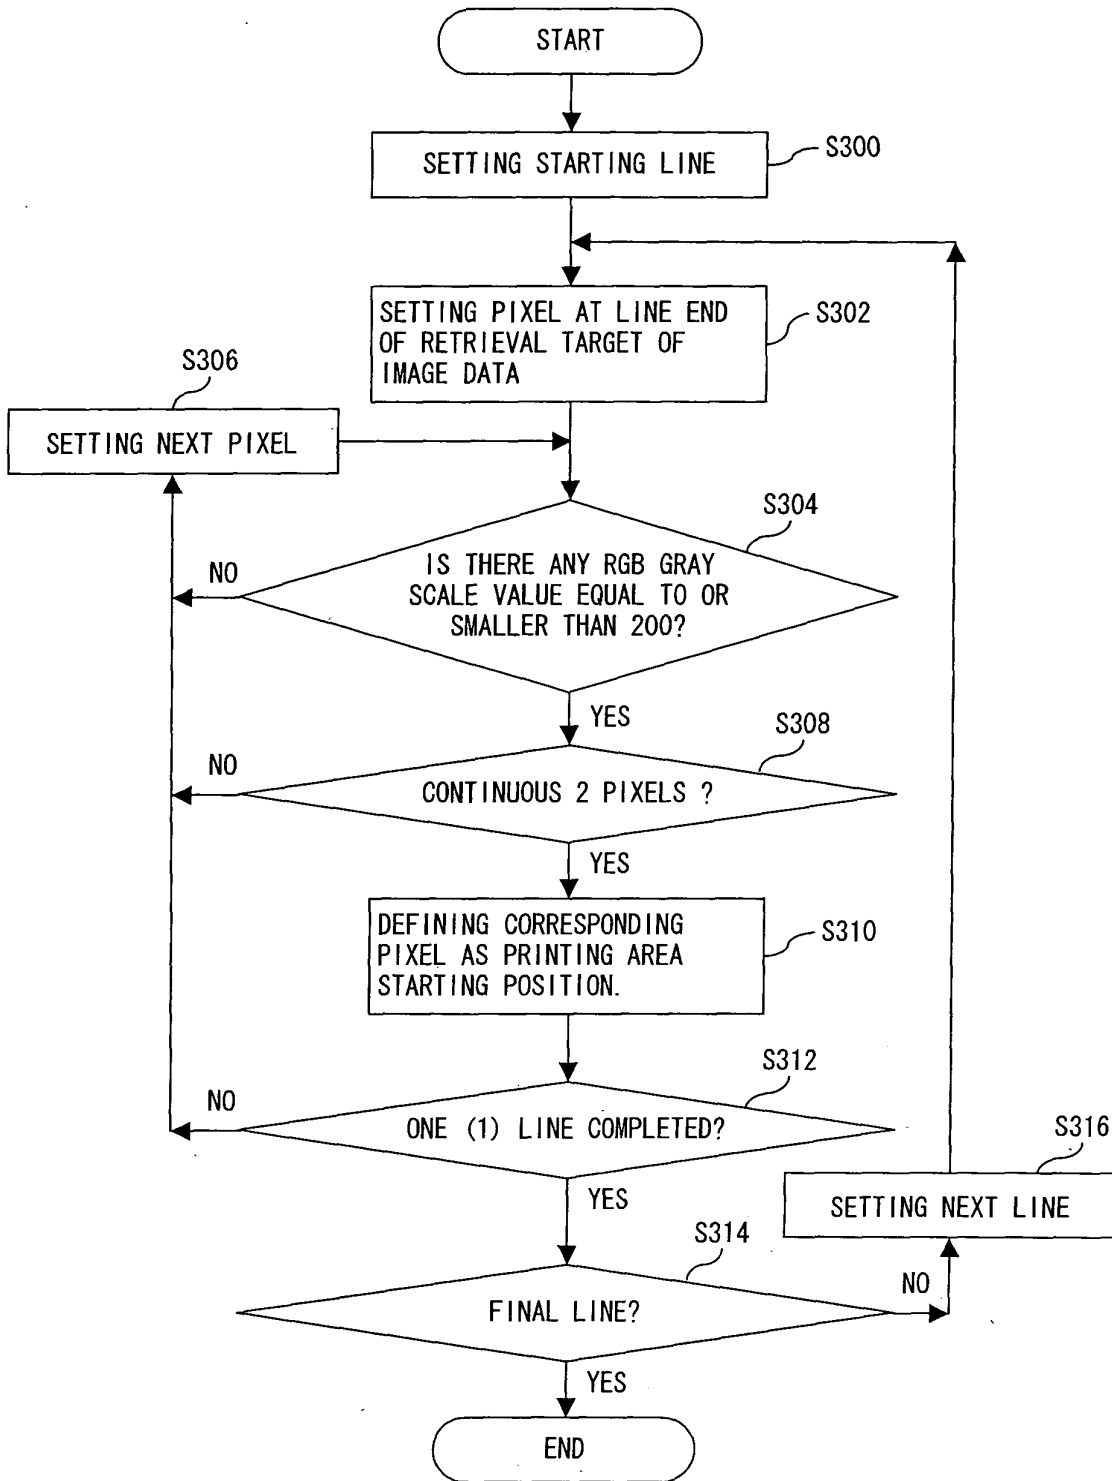 START
SETTING STARTING LINE
S300
SETTING PIXEL AT LINE END
OF RETRIEVAL TARGET OF
IMAGE DATA
S302
S306
SETTING NEXT PIXEL
S304
IS THERE ANY RGB GRAY
SCALE VALUE EQUAL TO OR
SMALLER THAN 200?
NO
YES
S308
CONTINUOUS 2 PIXELS ?
NO
YES
DEFINING CORRESPONDING
PIXEL AS PRINTING AREA
STARTING POSITION.
S310
S312
ONE (1) LINE COMPLETED?
NO
YES
S316
SETTING NEXT LINE
S314
FINAL LINE?
NO
YES
END